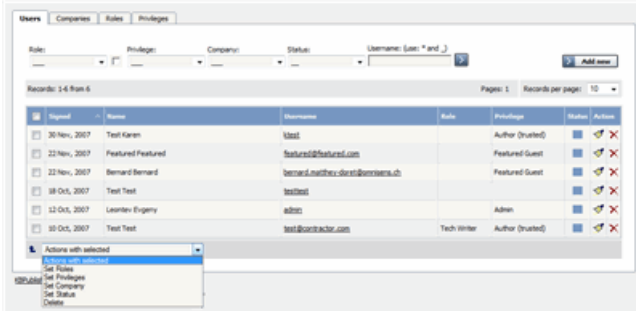 Users Companies Roles Privileges
Role: Privilege: Company: Status: Username: (use: * and _)
___ ___ ___ __ Add new
Records: 1-6 from 6 Pages: 1 Records per page: 10
Signed Name Username Role Privilege Status Action
30 Nov, 2007 Test Karen ktest Author (trusted)
22 Nov, 2007 Featured Featured featured@featured.com Featured Guest
22 Nov, 2007 Bernard Bernard bernard.matthey-doret@omnisens.ch Featured Guest
18 Oct, 2007 Test Test testtest
12 Oct, 2007 Leontev Evgeny admin Admin
10 Oct, 2007 Test Test test@contractor.com Tech Writer Author (trusted)
Actions with selected
Actions with selected
Set Roles
Set Privileges
Set Company
Set Status
Delete